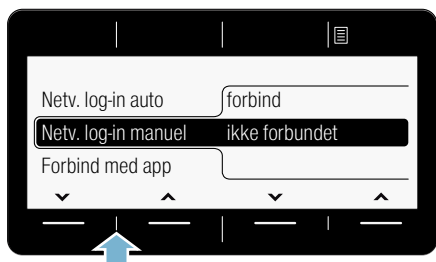 Netv. log-in auto forbind
Netv. log-in manuel ikke forbundet
Forbind med app